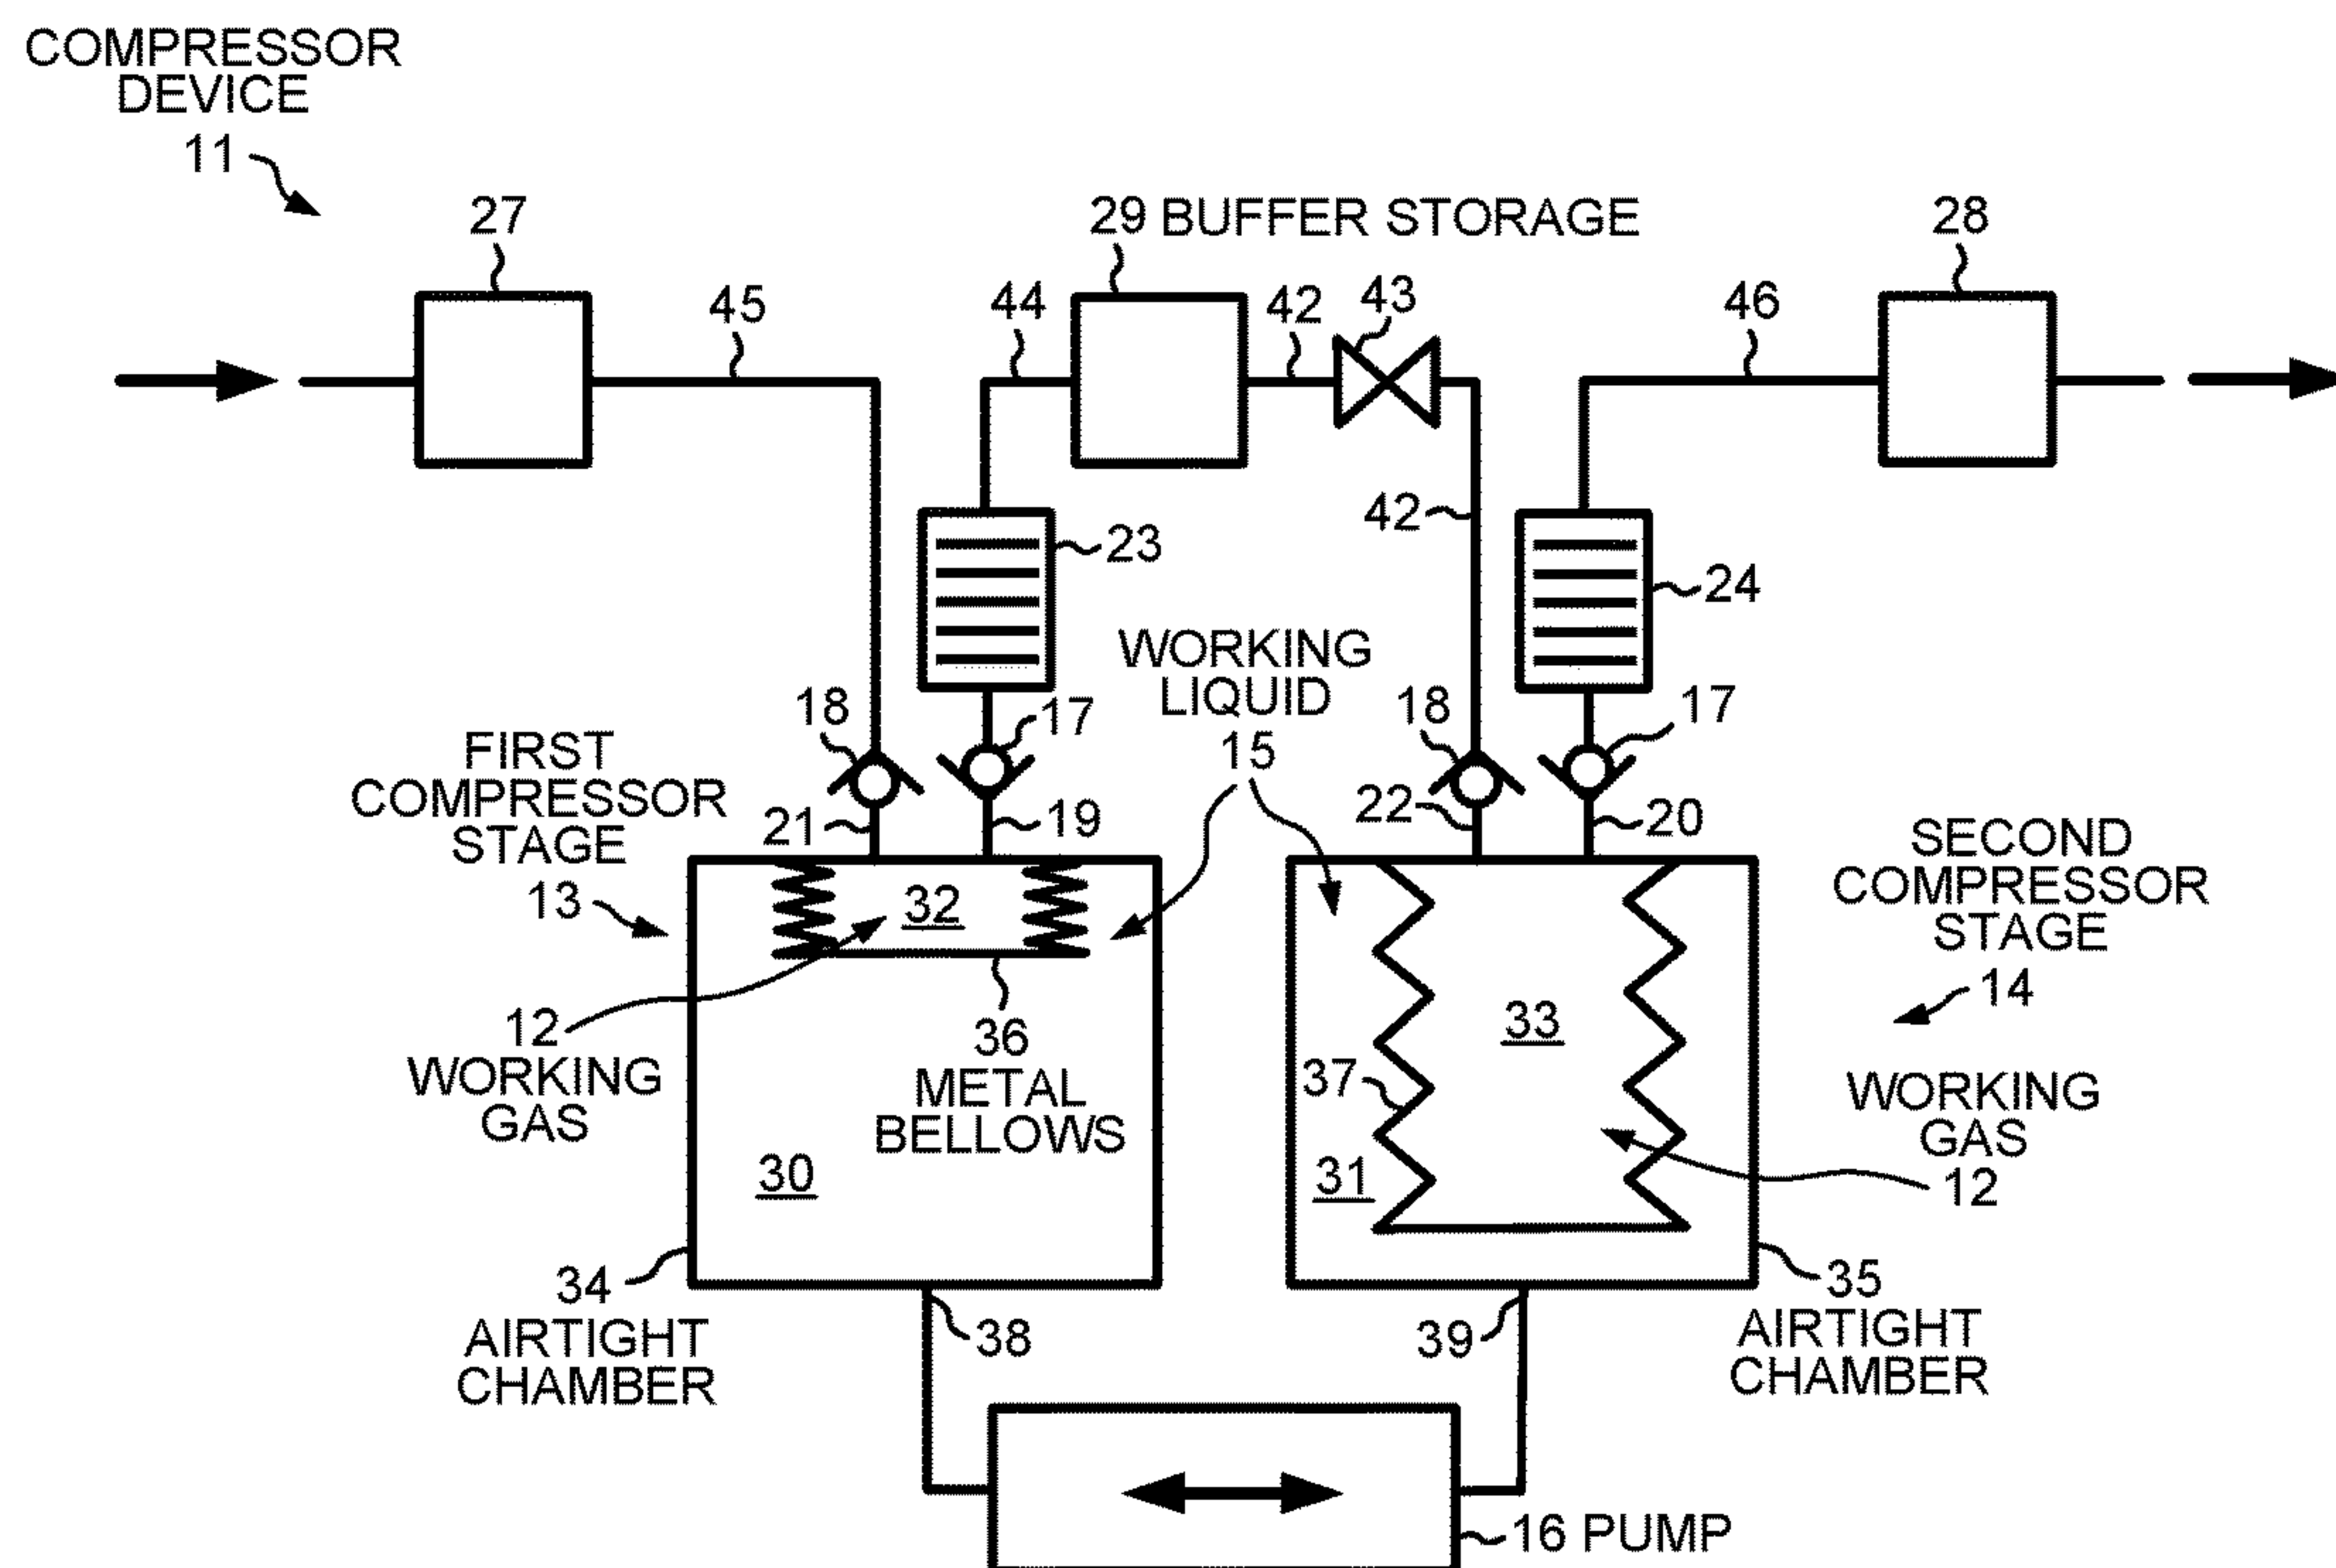 COMPRESSOR
DEVICE
11
27
29 BUFFER STORAGE
28
45
44
42
43
46
42
23
24
WORKING
LIQUID
15
18
17
18
17
FIRST
COMPRESSOR
STAGE
13
21
19
22
20
SECOND
COMPRESSOR
STAGE
14
32
33
12
WORKING
GAS
36
METAL
BELLOWS
37
WORKING
GAS
12
30
31
34
AIRTIGHT
CHAMBER
38
39
35
AIRTIGHT
CHAMBER
16 PUMP